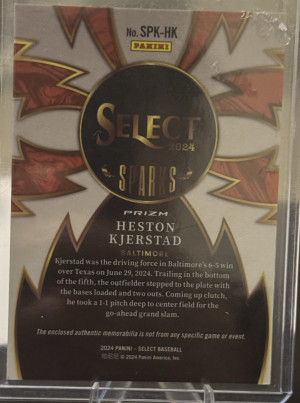 No. SPK-HK
PANINI
SELECT
2024
SPARKS
PRIZM
HESTON
KJERSTAD
BALTIMORE
Kjerstad was the driving force in Baltimore's 6-5 win
over Texas on June 29, 2024. Trailing in the bottom
of the fifth, the outfielder stepped to the plate with
the bases loaded and two outs. Coming up clutch,
he took a 1-1 pitch deep to center field for the
go-ahead grand slam.
The enclosed authentic memorabilia is not from any specific game or event.
2024 PANINI - SELECT BASEBALL
© 2024 Panini America, Inc.